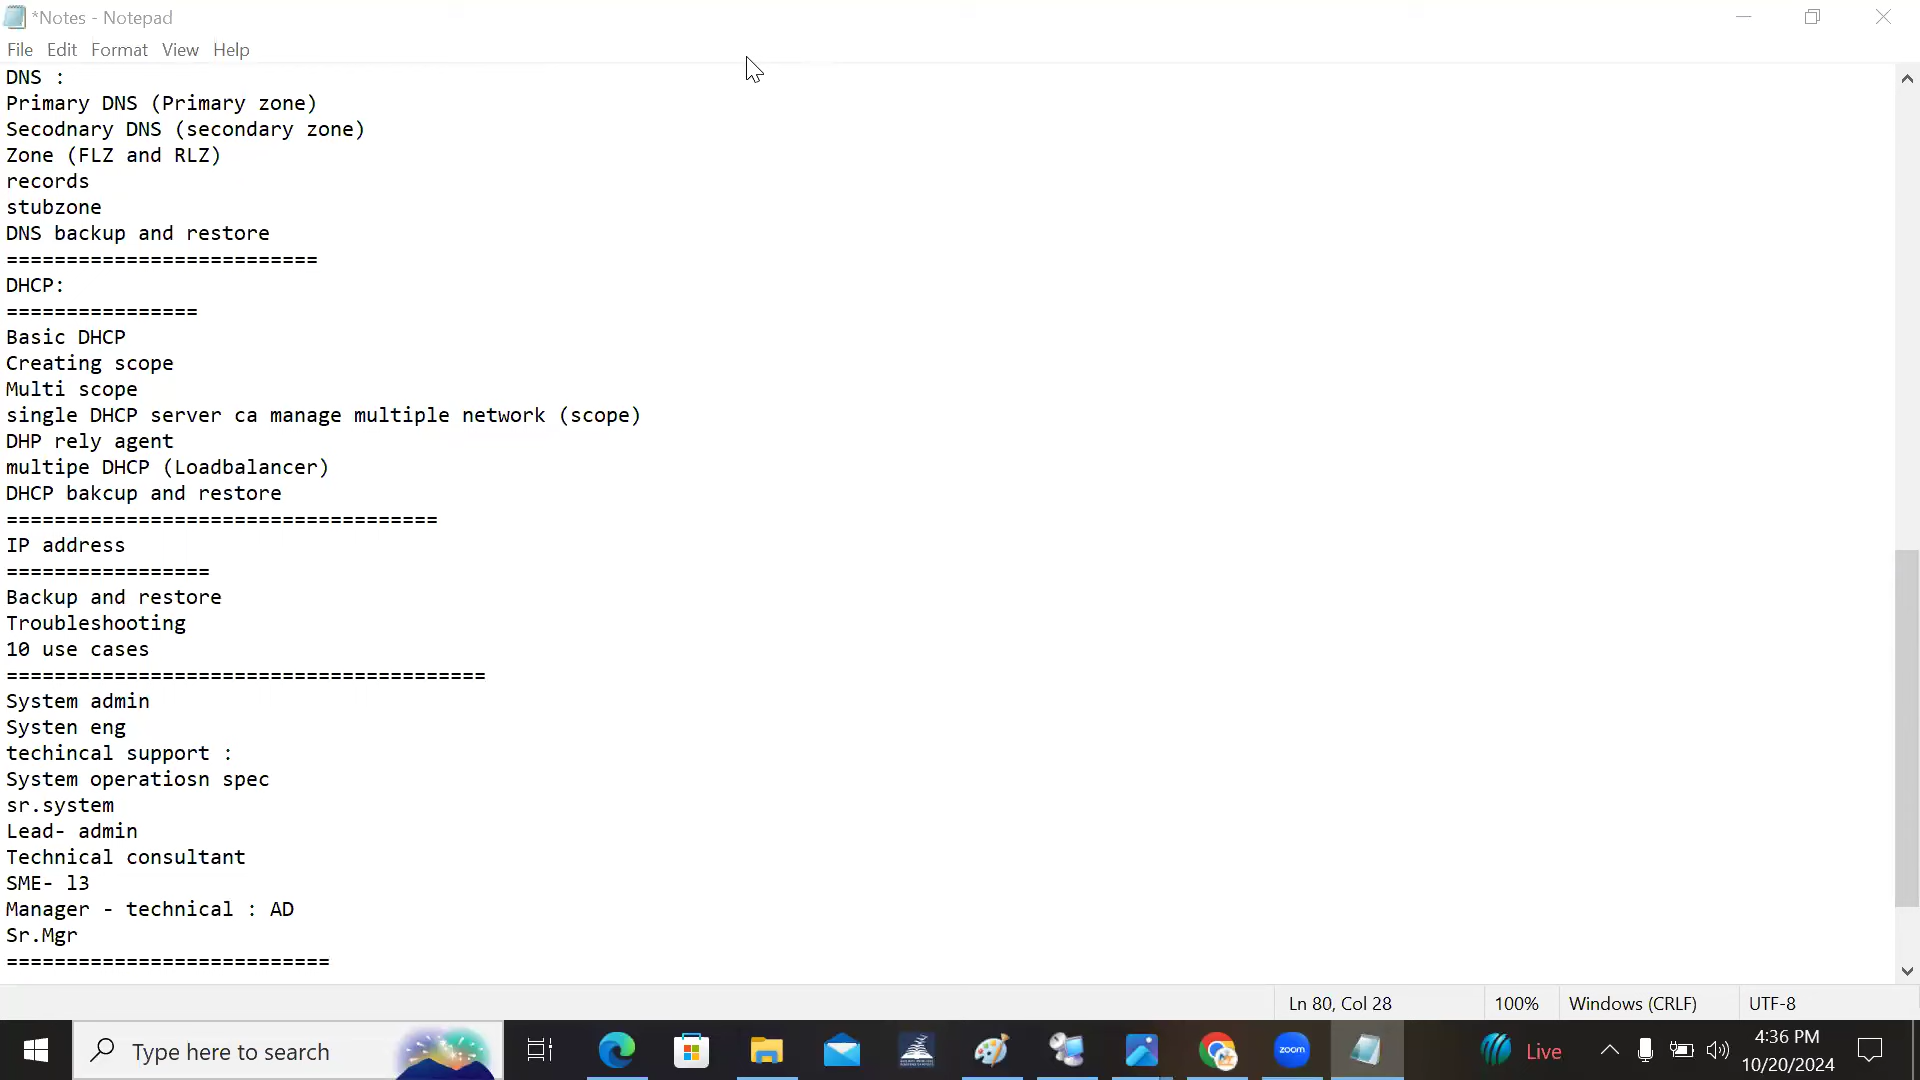 *Notes - Notepad
File Edit Format View Help
DNS :
Primary DNS (Primary zone)
Secodnary DNS (secondary zone)
Zone (FLZ and RLZ)
records
stubzone
DNS backup and restore
==========================
DHCP:
================
Basic DHCP
Creating scope
Multi scope
single DHCP server ca manage multiple network (scope)
DHP rely agent
multipe DHCP (Loadbalancer)
DHCP bakcup and restore
====================================
IP address
=================
Backup and restore
Troubleshooting
10 use cases
========================================
System admin
Systen eng
techincal support :
System operatiosn spec
sr.system
Lead- admin
Technical consultant
SME- l3
Manager - technical : AD
Sr.Mgr
===========================
Ln 80, Col 28 100% Windows (CRLF) UTF-8
Type here to search zoom Live 4:36 PM
10/20/2024